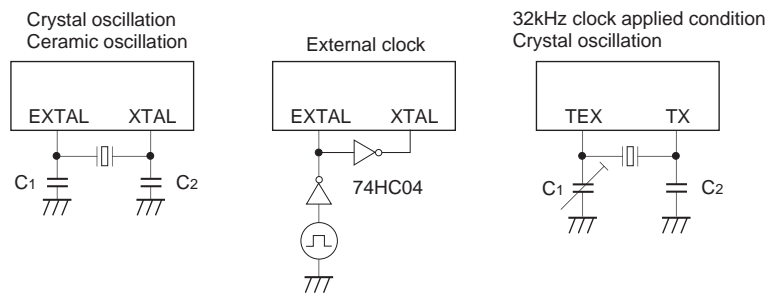 Crystal oscillation
Ceramic oscillation
EXTAL XTAL
C1 C2
External clock
EXTAL XTAL
74HC04
32kHz clock applied condition
Crystal oscillation
TEX TX
C1 C2